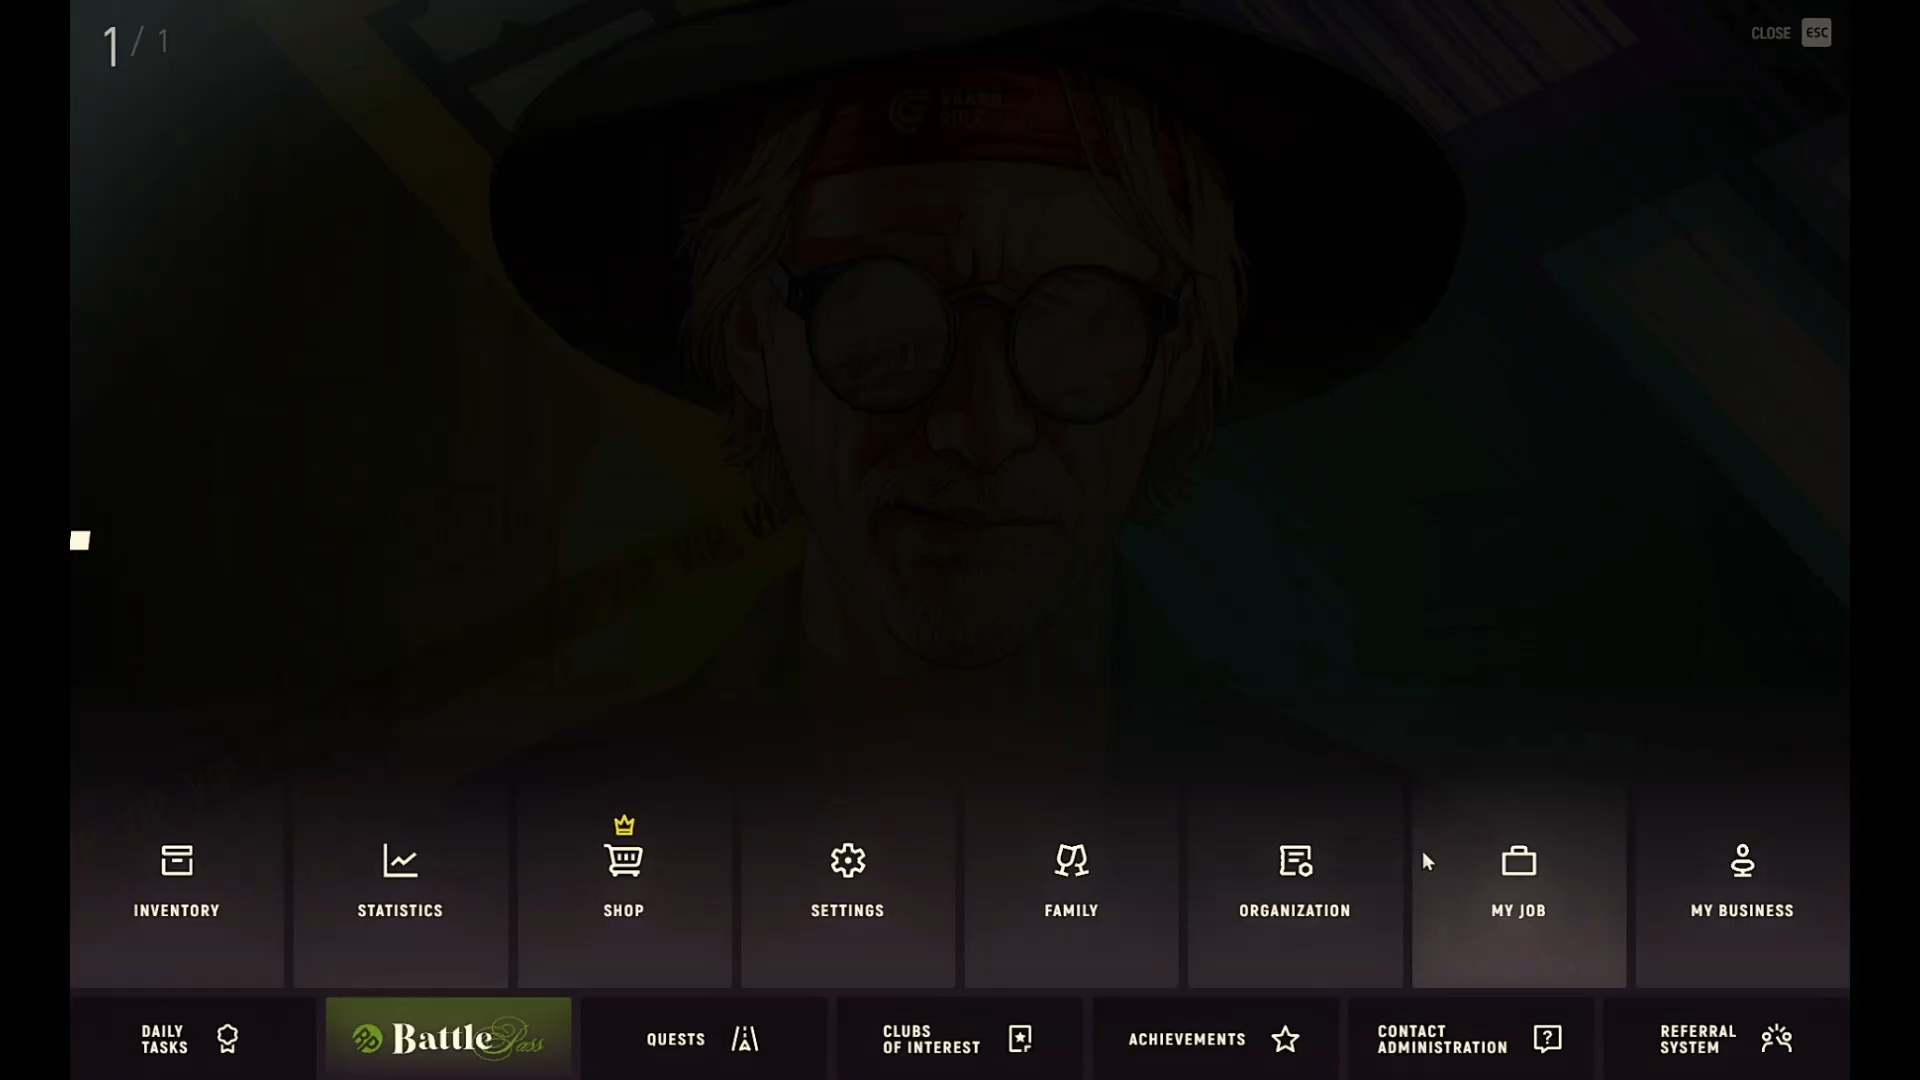 1 / 1
CLOSE ESC
INVENTORY
STATISTICS
SHOP
SETTINGS
FAMILY
ORGANIZATION
MY JOB
MY BUSINESS
DAILY
TASKS
Battle Pass
QUESTS
CLUBS
OF INTEREST
ACHIEVEMENTS
CONTACT
ADMINISTRATION
REFERRAL
SYSTEM